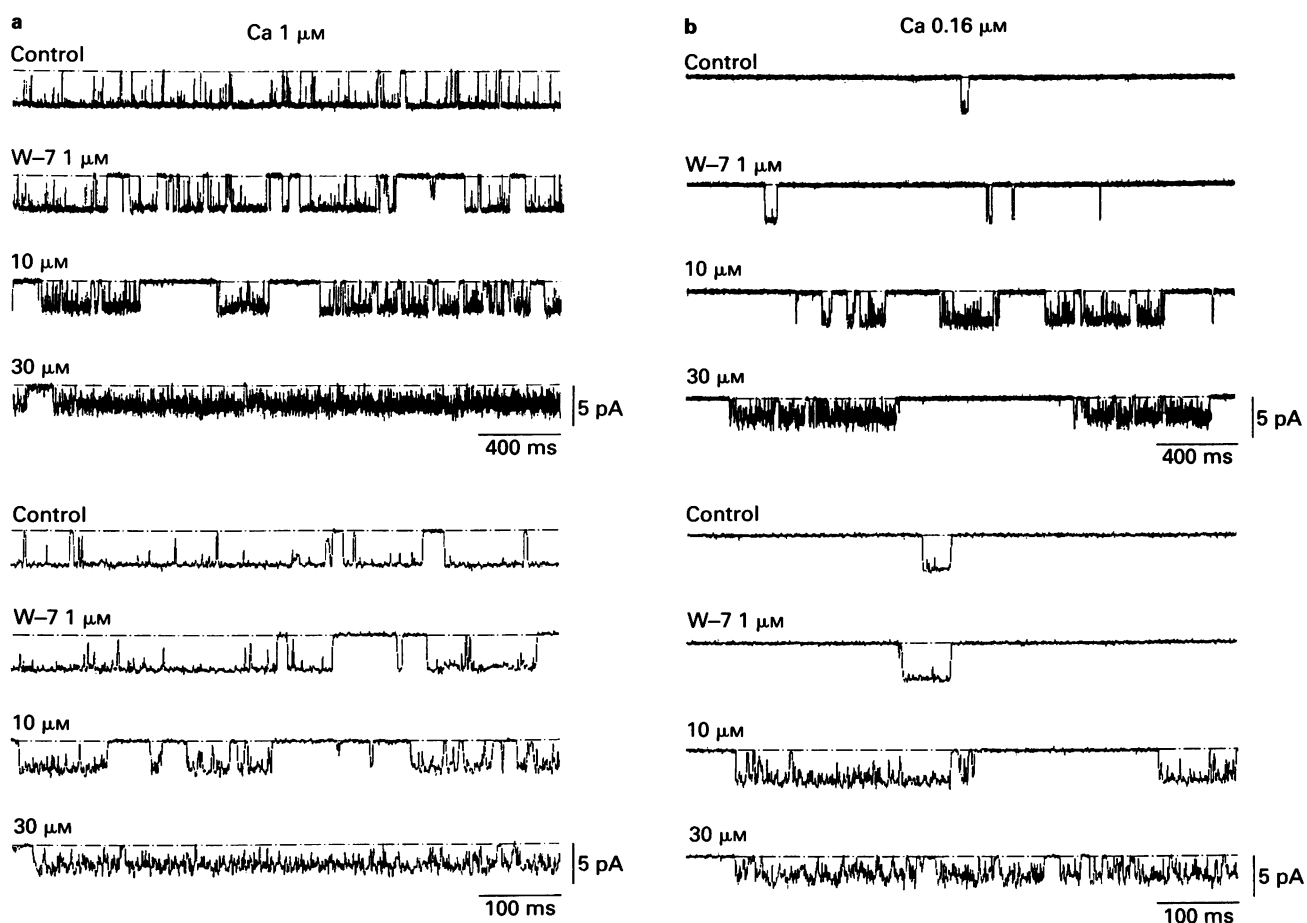 a
Ca 1 μM
Control
W–7 1 μM
10 μM
30 μM
5 pA
400 ms
Control
W–7 1 μM
10 μM
30 μM
5 pA
100 ms
b
Ca 0.16 μM
Control
W–7 1 μM
10 μM
30 μM
5 pA
400 ms
Control
W–7 1 μM
10 μM
30 μM
5 pA
100 ms